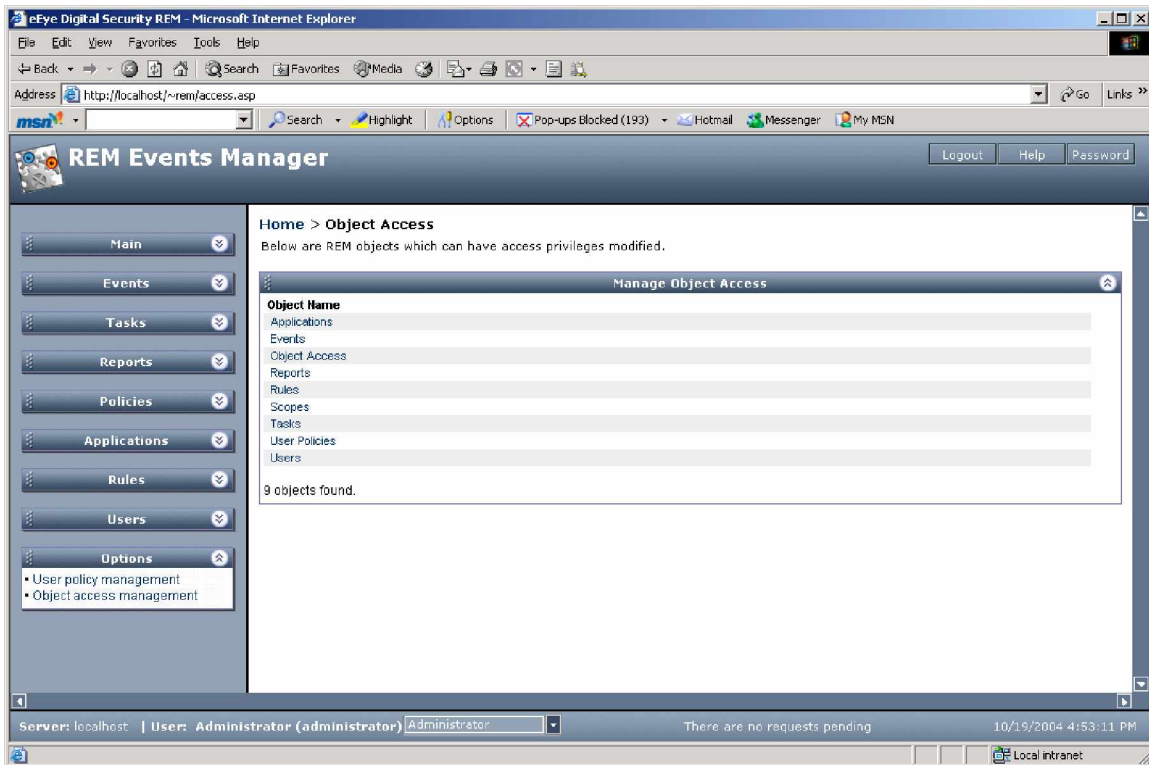 eEye Digital Security REM - Microsoft Internet Explorer
File Edit View Favorites Tools Help
Back Search Favorites Media
Address http://localhost/~rem/access.asp Go Links »
msn Search Highlight Options Pop-ups Blocked (193) Hotmail Messenger My MSN
REM Events Manager
Logout Help Password
Main
Events
Tasks
Reports
Policies
Applications
Rules
Users
Options
• User policy management
• Object access management
Home > Object Access
Below are REM objects which can have access privileges modified.
Manage Object Access
Object Name
Applications
Events
Object Access
Reports
Rules
Scopes
Tasks
User Policies
Users
9 objects found.
Server: localhost | User: Administrator (administrator) Administrator There are no requests pending 10/19/2004 4:53:11 PM
Local intranet